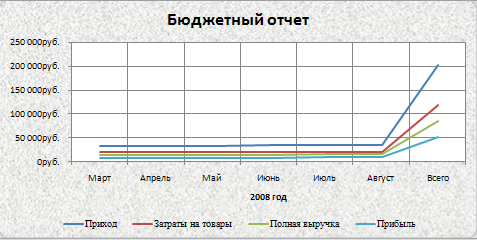 Бюджетный отчет
250 000руб.
200 000руб.
150 000руб.
100 000руб.
50 000руб.
0руб.
Март Апрель Май Июнь Июль Август Всего
2008 год
Приход Затраты на товары Полная выручка Прибыль